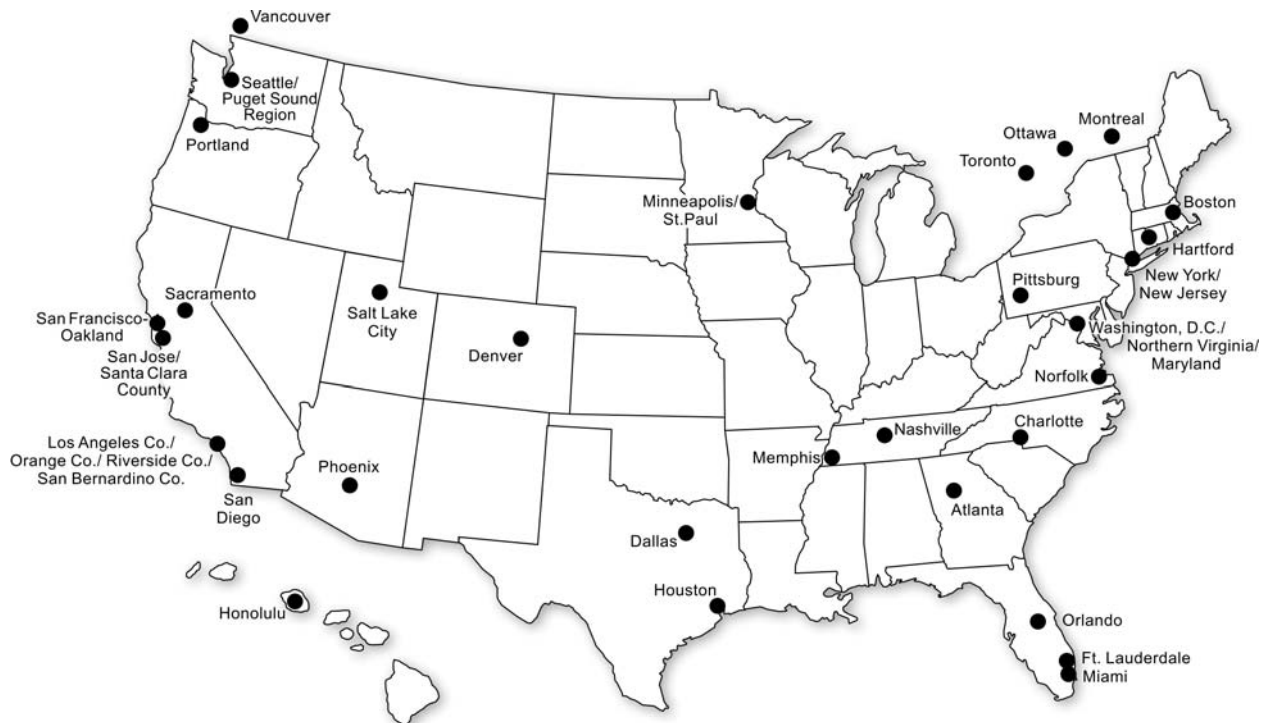 Vancouver
Seattle/
Puget Sound
Region
Portland
Montreal
Ottawa
Toronto
Minneapolis/
St.Paul
Boston
Hartford
New York/
New Jersey
Pittsburg
Sacramento
San Francisco-
Oakland
San Jose/
Santa Clara
County
Salt Lake
City
Denver
Washington, D.C./
Northern Virginia/
Maryland
Norfolk
Nashville
Charlotte
Memphis
Los Angeles Co./
Orange Co./ Riverside Co./
San Bernardino Co.
San
Diego
Phoenix
Atlanta
Dallas
Houston
Honolulu
Orlando
Ft. Lauderdale
Miami